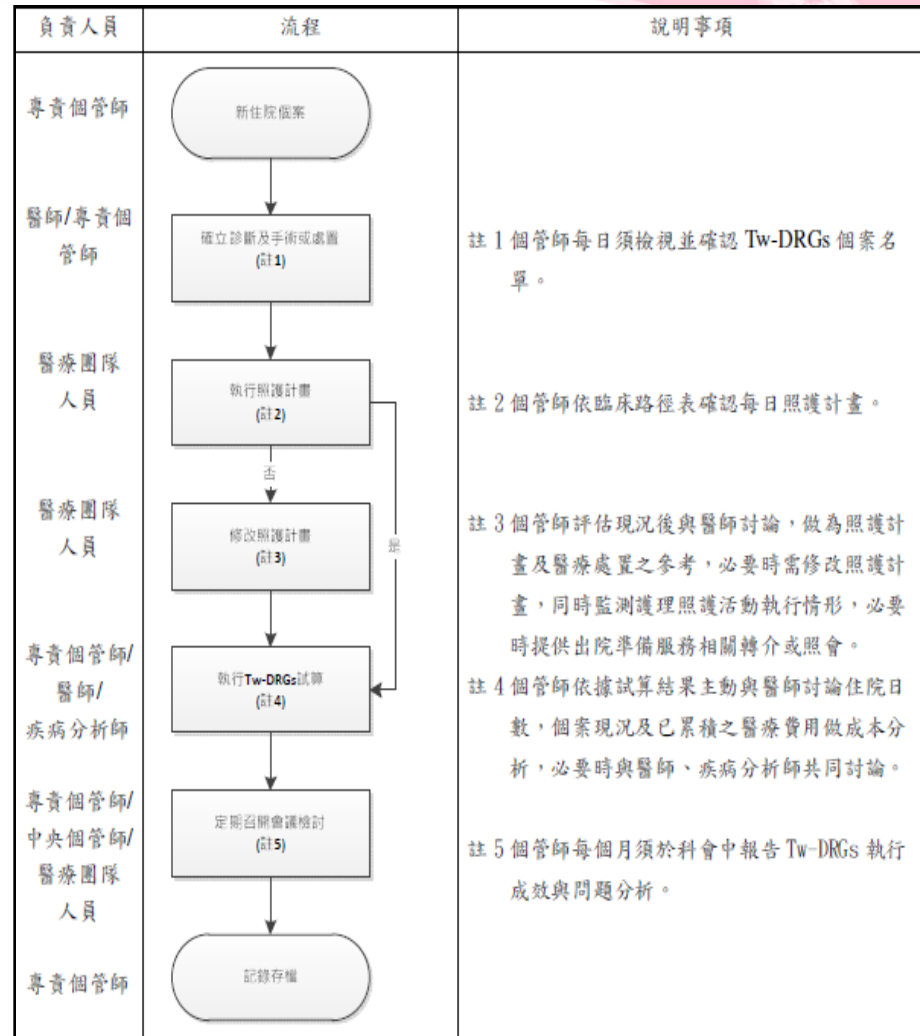 負責人員
流程
說明事項
專責個管師
新住院個案
醫師/專責個
管師
確立診斷及手術或處置
(註1)
註 1 個管師每日須檢視並確認 Tw-DRGs 個案名
單。
醫療團隊
人員
執行照護計畫
(註2)
註 2 個管師依臨床路徑表確認每日照護計畫。
否
是
醫療團隊
人員
修改照護計畫
(註3)
註 3 個管師評估現況後與醫師討論，做為照護計
畫及醫療處置之參考，必要時需修改照護計
畫，同時監測護理照護活動執行情形，必要
時提供出院準備服務相關轉介或照會。
專責個管師/
醫師/
疾病分析師
執行Tw-DRGs試算
(註4)
註 4 個管師依據試算結果主動與醫師討論住院日
數，個案現況及已累積之醫療費用做成本分
析，必要時與醫師、疾病分析師共同討論。
專責個管師/
中央個管師/
醫療團隊
人員
定期召開會議檢討
(註5)
註 5 個管師每個月須於科會中報告 Tw-DRGs 執行
成效與問題分析。
專責個管師
記錄存檔